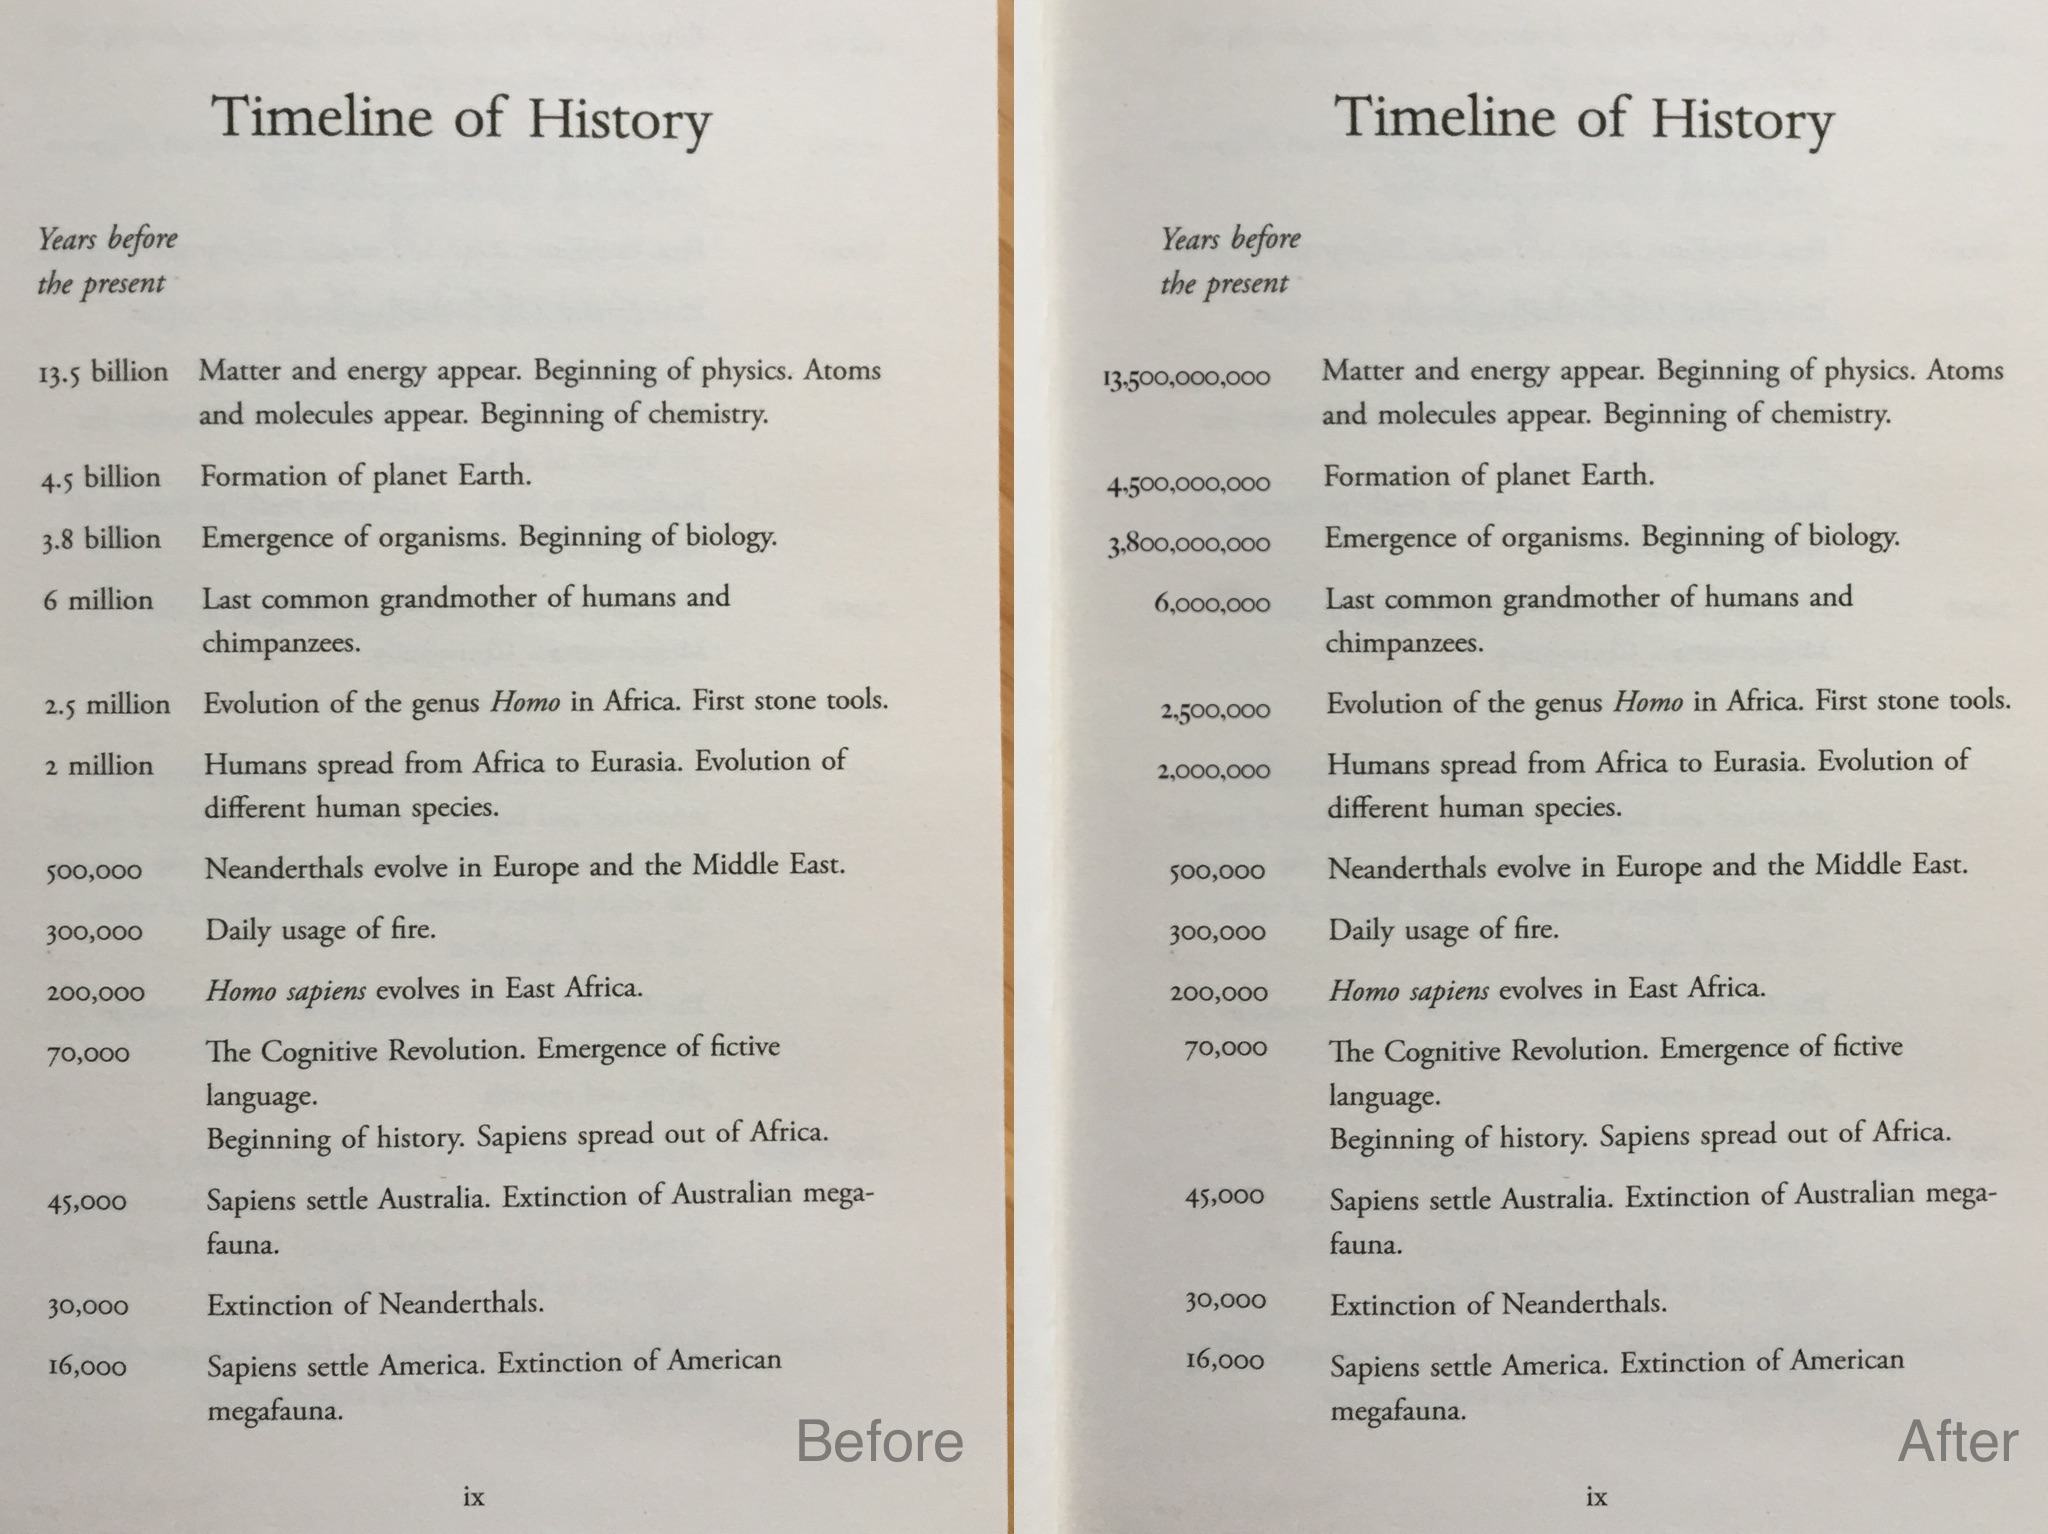 Timeline of History
Years before
the present
13.5 billion Matter and energy appear. Beginning of physics. Atoms
and molecules appear. Beginning of chemistry.
4.5 billion Formation of planet Earth.
3.8 billion Emergence of organisms. Beginning of biology.
6 million Last common grandmother of humans and
chimpanzees.
2.5 million Evolution of the genus Homo in Africa. First stone tools.
2 million Humans spread from Africa to Eurasia. Evolution of
different human species.
500,000 Neanderthals evolve in Europe and the Middle East.
300,000 Daily usage of fire.
200,000 Homo sapiens evolves in East Africa.
70,000 The Cognitive Revolution. Emergence of fictive
language.
Beginning of history. Sapiens spread out of Africa.
45,000 Sapiens settle Australia. Extinction of Australian mega-
fauna.
30,000 Extinction of Neanderthals.
16,000 Sapiens settle America. Extinction of American
megafauna.
Before
ix
Timeline of History
Years before
the present
13,500,000,000 Matter and energy appear. Beginning of physics. Atoms
and molecules appear. Beginning of chemistry.
4,500,000,000 Formation of planet Earth.
3,800,000,000 Emergence of organisms. Beginning of biology.
6,000,000 Last common grandmother of humans and
chimpanzees.
2,500,000 Evolution of the genus Homo in Africa. First stone tools.
2,000,000 Humans spread from Africa to Eurasia. Evolution of
different human species.
500,000 Neanderthals evolve in Europe and the Middle East.
300,000 Daily usage of fire.
200,000 Homo sapiens evolves in East Africa.
70,000 The Cognitive Revolution. Emergence of fictive
language.
Beginning of history. Sapiens spread out of Africa.
45,000 Sapiens settle Australia. Extinction of Australian mega-
fauna.
30,000 Extinction of Neanderthals.
16,000 Sapiens settle America. Extinction of American
megafauna.
After
ix